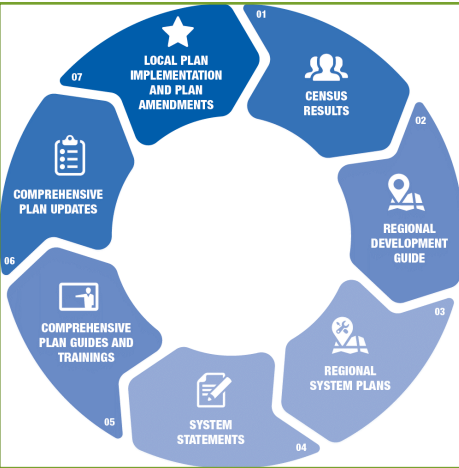 01
CENSUS
RESULTS
02
REGIONAL
DEVELOPMENT
GUIDE
03
REGIONAL
SYSTEM PLANS
04
SYSTEM
STATEMENTS
05
COMPREHENSIVE
PLAN GUIDES AND
TRAININGS
06
COMPREHENSIVE
PLAN UPDATES
07
LOCAL PLAN
IMPLEMENTATION
AND PLAN
AMENDMENTS